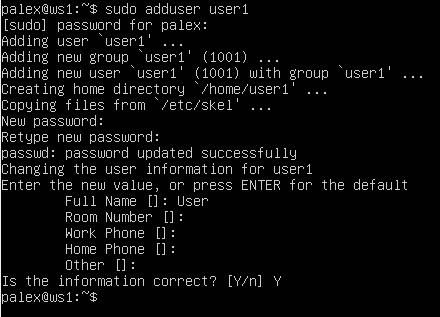 palex@ws1:~$ sudo adduser user1
[sudo] password for palex:
Adding user `user1' ...
Adding new group `user1' (1001) ...
Adding new user `user1' (1001) with group `user1' ...
Creating home directory `/home/user1' ...
Copying files from `/etc/skel' ...
New password:
Retype new password:
passwd: password updated successfully
Changing the user information for user1
Enter the new value, or press ENTER for the default
        Full Name []: User
        Room Number []:
        Work Phone []:
        Home Phone []:
        Other []:
Is the information correct? [Y/n] Y
palex@ws1:~$